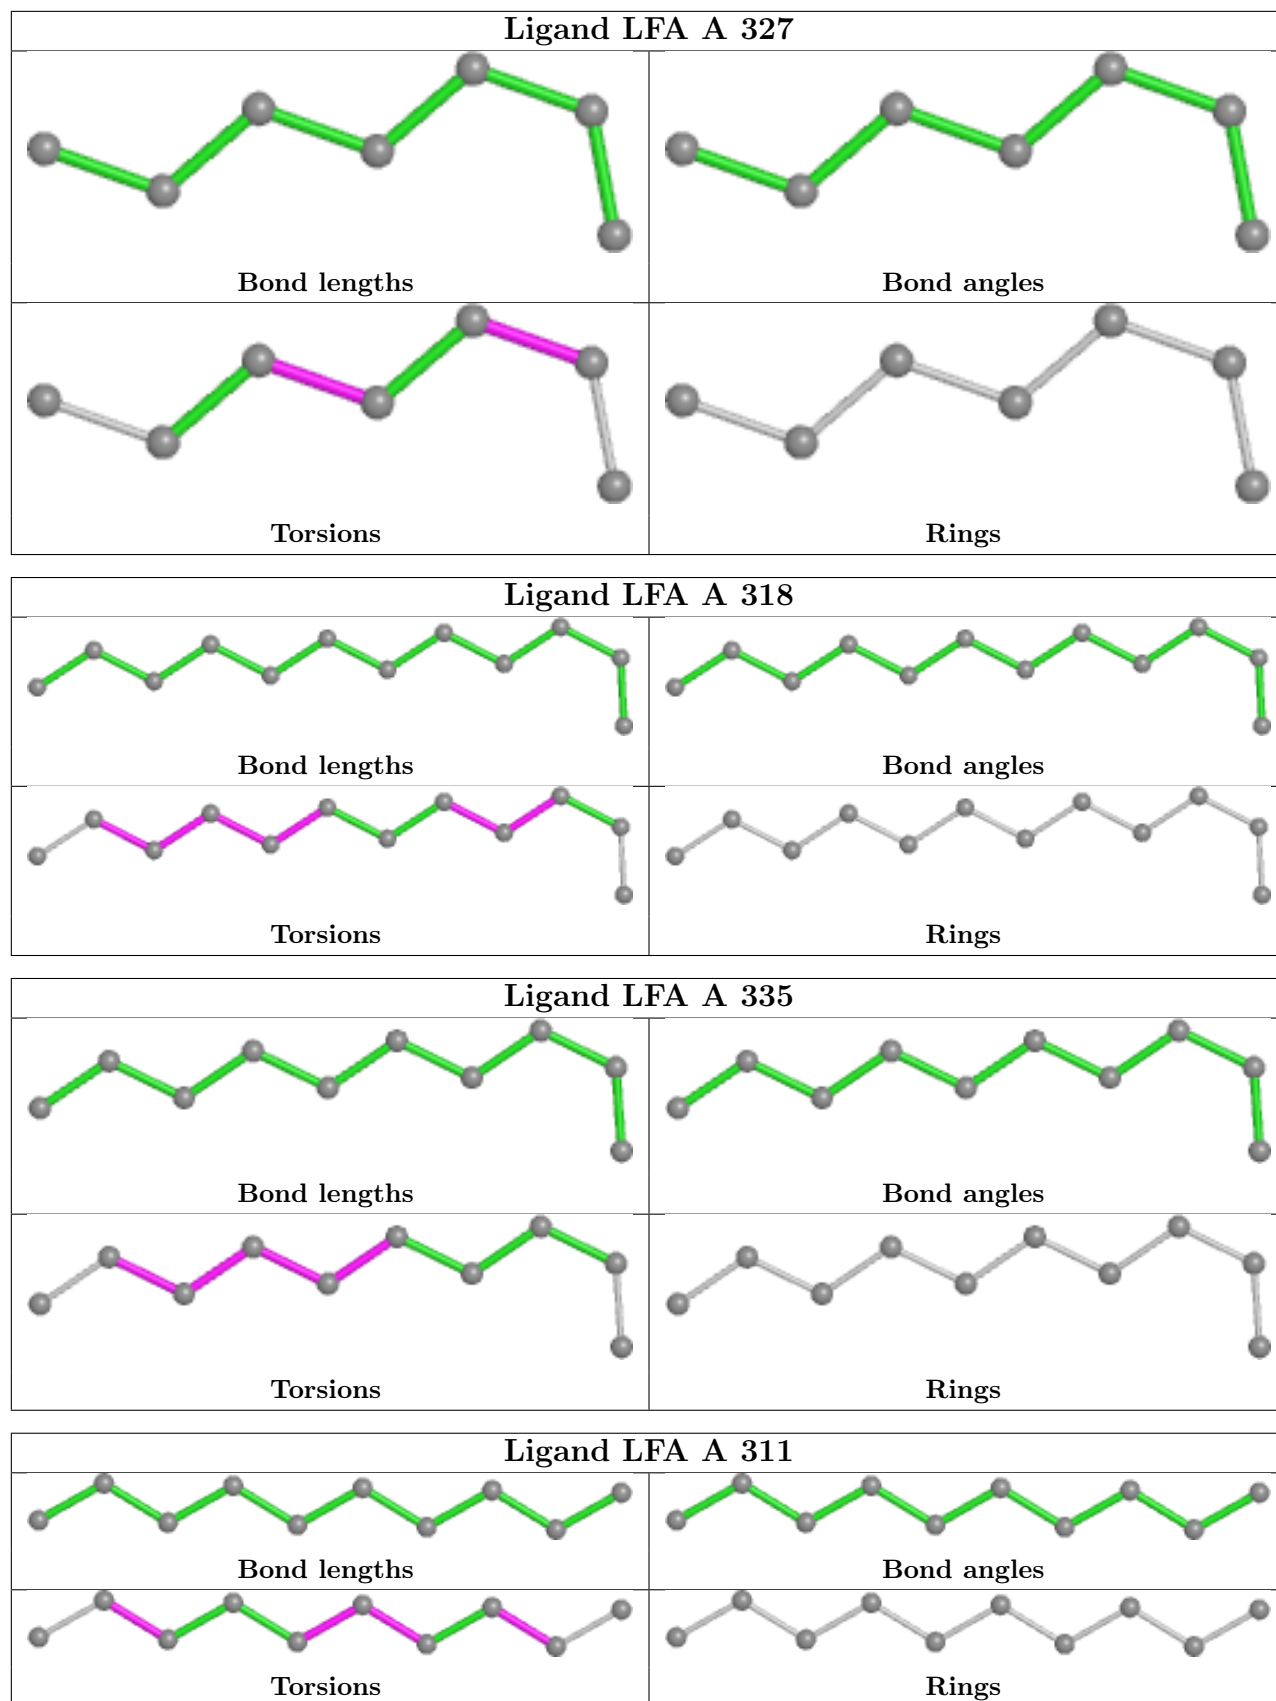 Ligand LFA A 327
Bond lengths Bond angles
Torsions Rings
Ligand LFA A 318
Bond lengths Bond angles
Torsions Rings
Ligand LFA A 335
Bond lengths Bond angles
Torsions Rings
Ligand LFA A 311
Bond lengths Bond angles
Torsions Rings